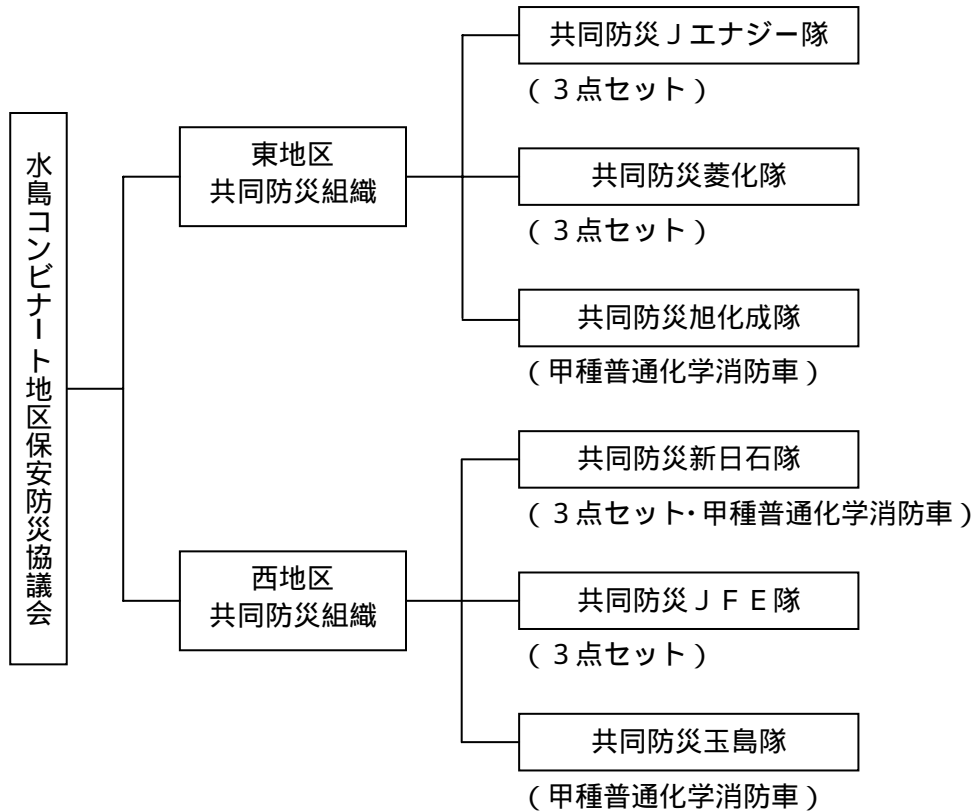 水島コンビナート地区保安防災協議会
東地区
共同防災組織
共同防災Ｊエナジー隊
（３点セット）
共同防災菱化隊
（３点セット）
共同防災旭化成隊
（甲種普通化学消防車）
西地区
共同防災組織
共同防災新日石隊
（３点セット・甲種普通化学消防車）
共同防災ＪＦＥ隊
（３点セット）
共同防災玉島隊
（甲種普通化学消防車）